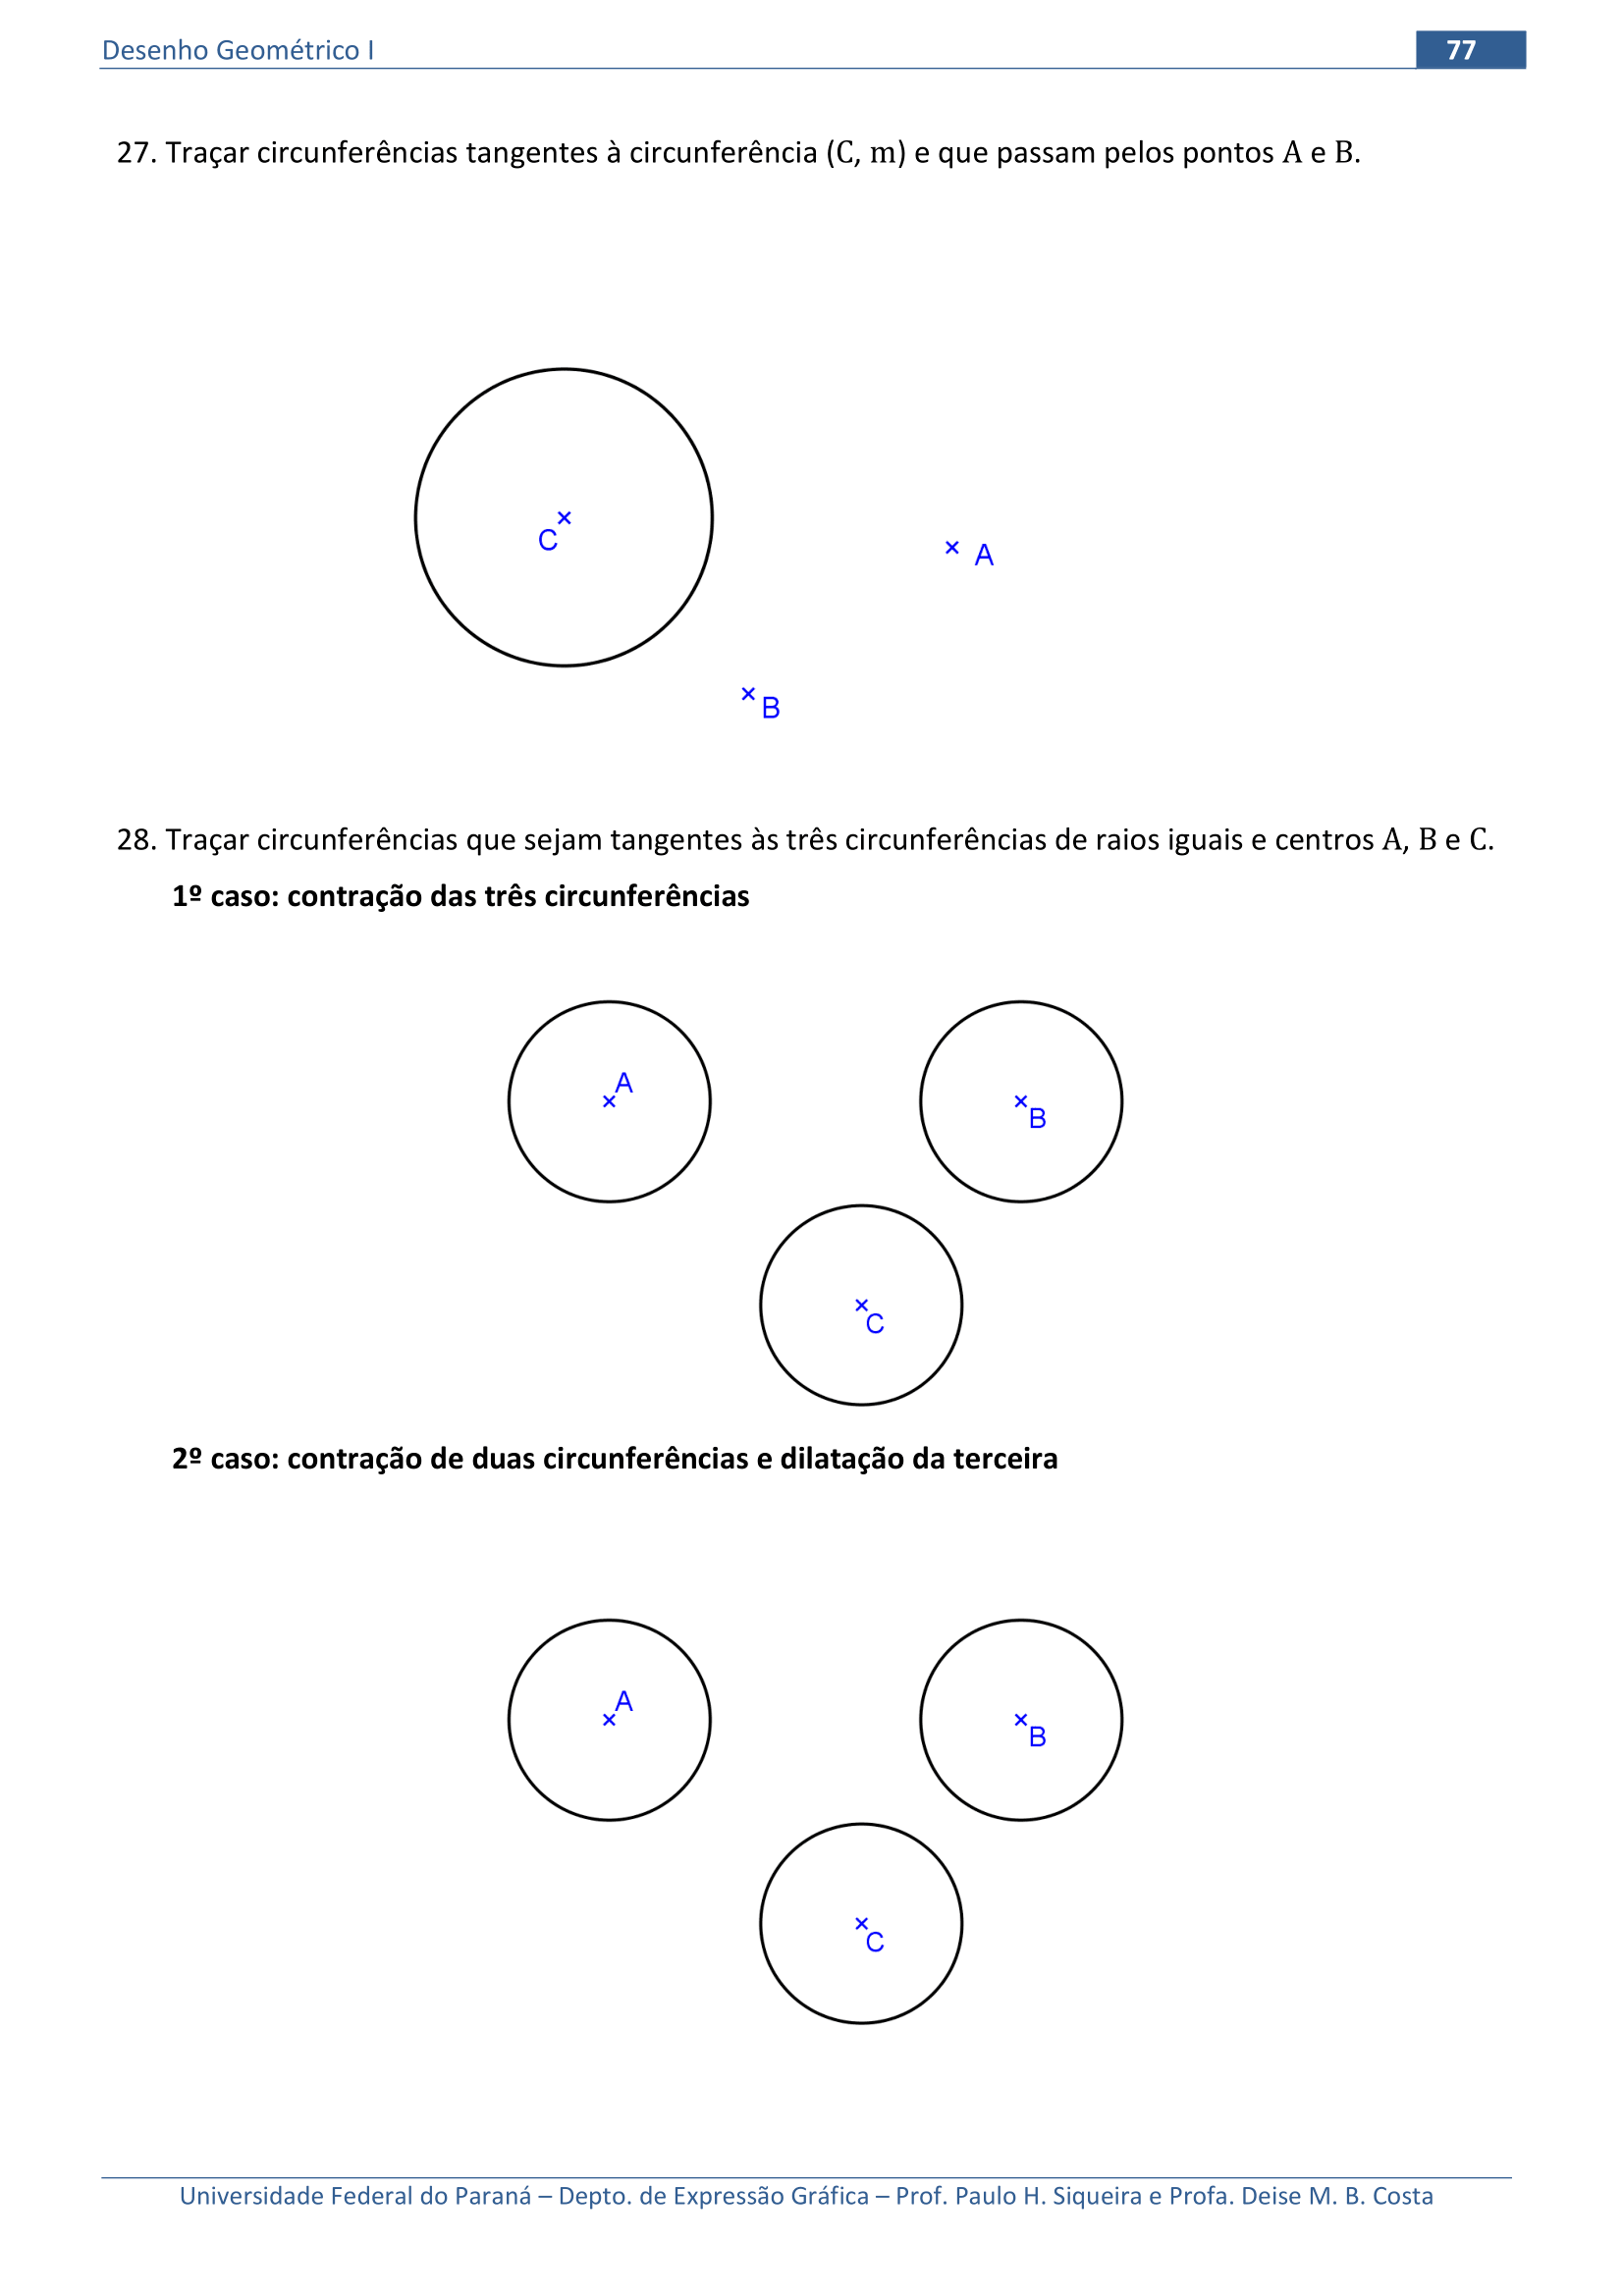 Desenho Geométrico I
77
27. Traçar circunferências tangentes à circunferência (C, m) e que passam pelos pontos A e B.
C
A
B
28. Traçar circunferências que sejam tangentes às três circunferências de raios iguais e centros A, B e C.
1º caso: contração das três circunferências
A
B
C
2º caso: contração de duas circunferências e dilatação da terceira
A
B
C
Universidade Federal do Paraná – Depto. de Expressão Gráfica – Prof. Paulo H. Siqueira e Profa. Deise M. B. Costa